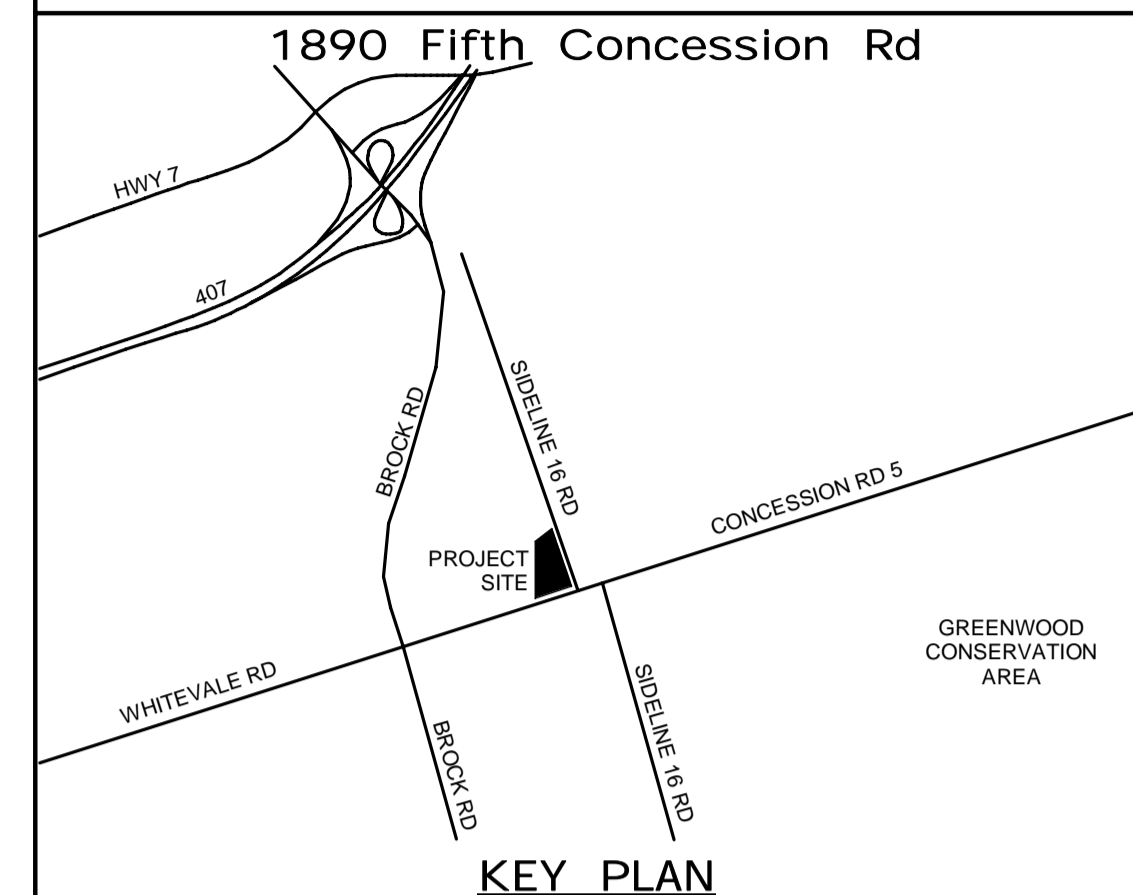 1890 Fifth Concession Rd
HWY 7
407
BROCK RD
SIDELINE 16 RD
CONCESSION RD 5
PROJECT
SITE
GREENWOOD
CONSERVATION
AREA
WHITEVALE RD
BROCK RD
SIDELINE 16 RD
KEY PLAN